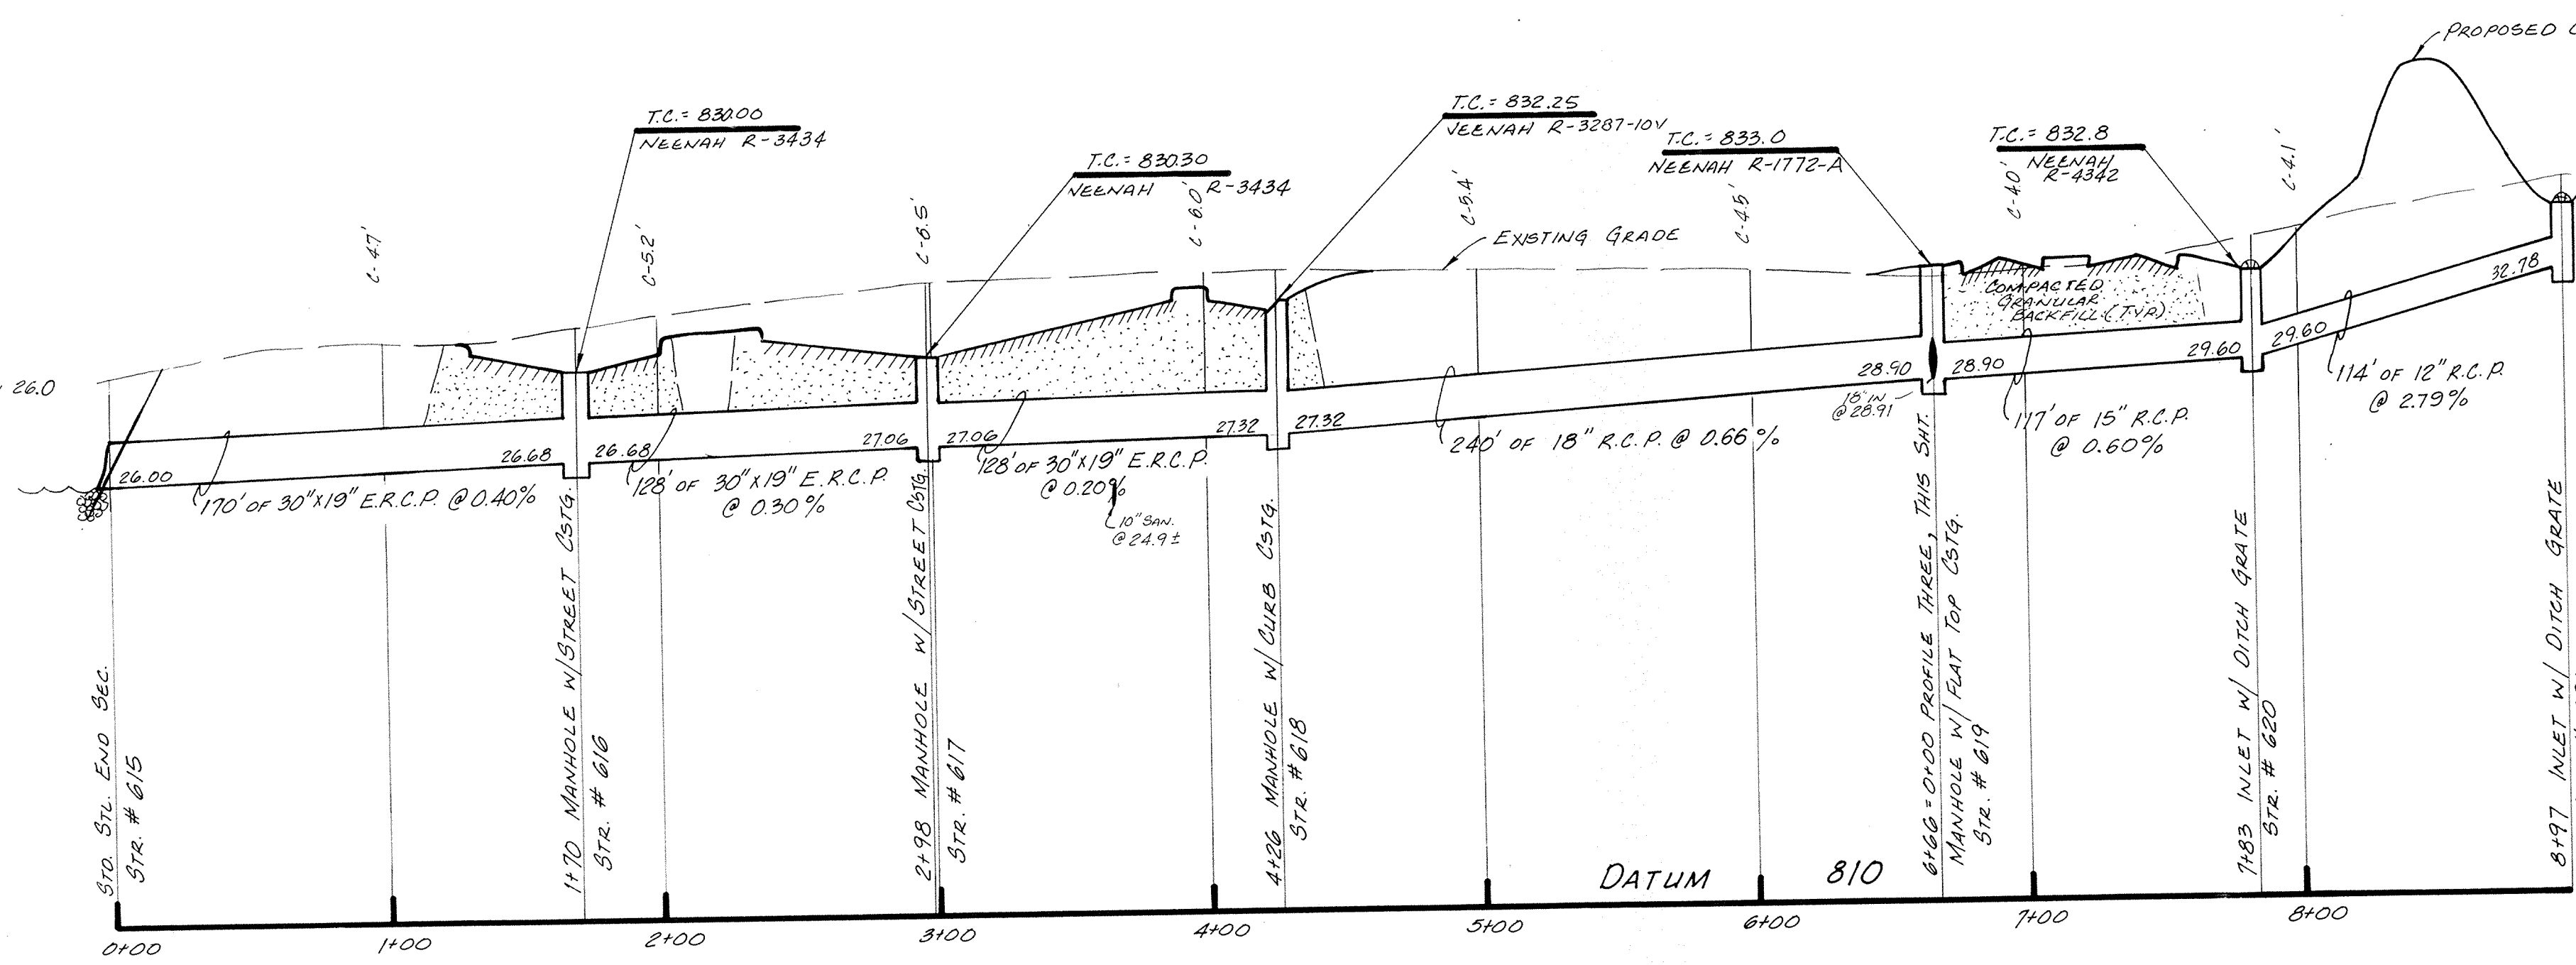 PROPOSED
T.C. = 830.00
NEENAH R-3434
T.C. = 830.30
NEENAH R-3434
T.C. = 832.25
NEENAH R-3287-10V
T.C. = 833.0
NEENAH R-1772-A
T.C. = 832.8
NEENAH
R-4342
C-4.7'
C-5.2'
C-6.5'
C-6.0'
C-5.4'
C-4.5'
C-4.0'
C-4.1'
EXISTING GRADE
COMPACTED
GRANULAR
BACKFILL (TYP.)
26.0
26.00
26.68
26.68
27.06
27.06
27.32
27.32
28.90
28.90
29.60
29.60
32.78
18" IN
@ 28.91
170' OF 30"X19" E.R.C.P. @ 0.40%
128' OF 30"X19" E.R.C.P.
@ 0.30%
128' OF 30"X19" E.R.C.P.
@ 0.20%
10" SAN.
@ 24.9±
240' OF 18" R.C.P. @ 0.66%
117' OF 15" R.C.P.
@ 0.60%
114' OF 12" R.C.P.
@ 2.79%
STD. STL. END SEC.
STR. # 615
1+70 MANHOLE W/STREET CSTG.
STR. # 616
2+98 MANHOLE W/STREET CSTG.
STR. # 617
4+26 MANHOLE W/CURB CSTG.
STR. # 618
6+66 = 0+00 PROFILE THREE, THIS SHT.
MANHOLE W/ FLAT TOP CSTG.
STR. # 619
7+83 INLET W/ DITCH GRATE
STR. # 620
8+97 INLET W/ DITCH GRATE
DATUM 810
0+00
1+00
2+00
3+00
4+00
5+00
6+00
7+00
8+00